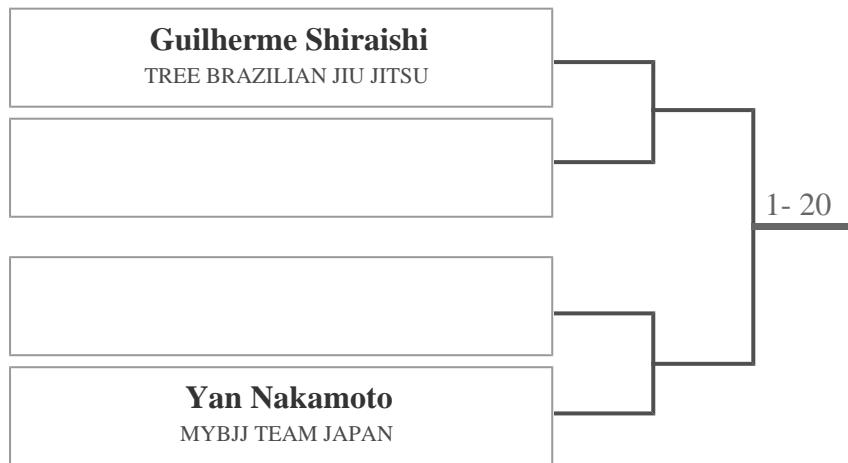 Guilherme Shiraishi
TREE BRAZILIAN JIU JITSU
1- 20
Yan Nakamoto
MYBJJ TEAM JAPAN